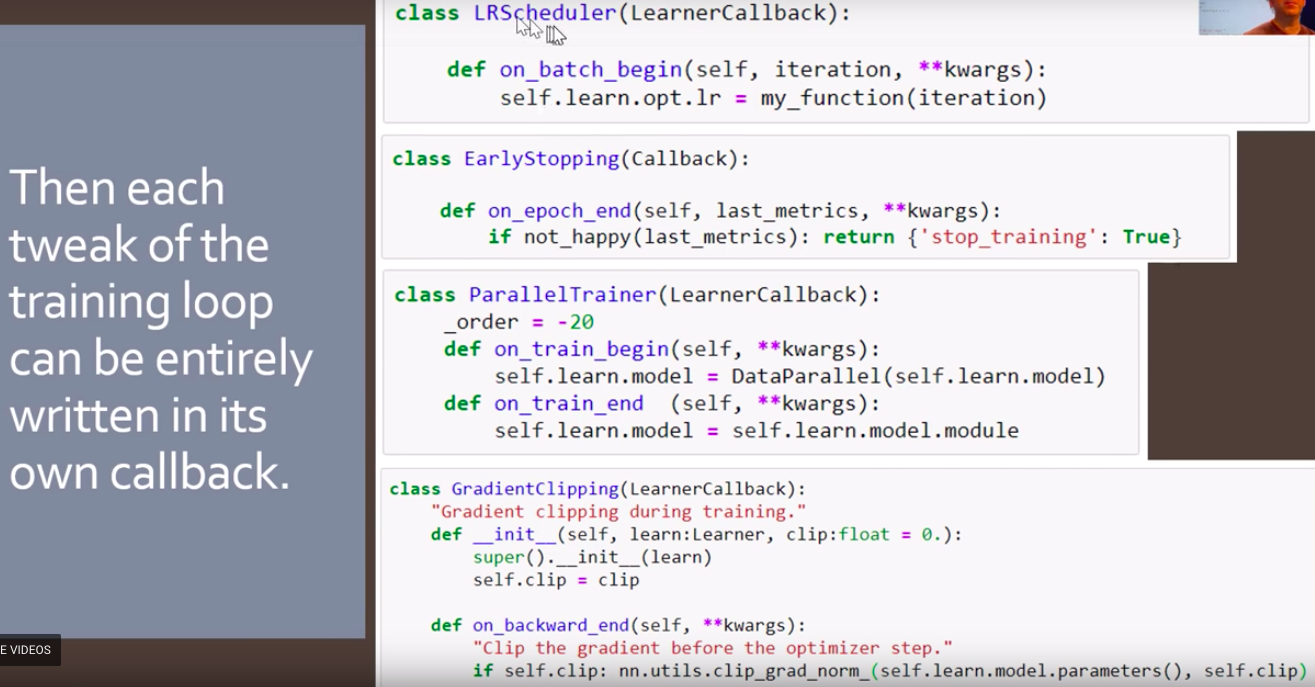 Then each
tweak of the
training loop
can be entirely
written in its
own callback.
E VIDEOS
class LRScheduler(LearnerCallback):
def on_batch_begin(self, iteration, **kwargs):
self.learn.opt.lr = my_function(iteration)
class EarlyStopping(Callback):
def on_epoch_end(self, last_metrics, **kwargs):
if not_happy(last_metrics): return {'stop_training': True}
class ParallelTrainer(LearnerCallback):
_order = -20
def on_train_begin(self, **kwargs):
self.learn.model = DataParallel(self.learn.model)
def on_train_end (self, **kwargs):
self.learn.model = self.learn.model.module
class GradientClipping(LearnerCallback):
"Gradient clipping during training."
def __init__(self, learn:Learner, clip:float = 0.):
super().__init__(learn)
self.clip = clip
def on_backward_end(self, **kwargs):
"Clip the gradient before the optimizer step."
if self.clip: nn.utils.clip_grad_norm_(self.learn.model.parameters(), self.clip)